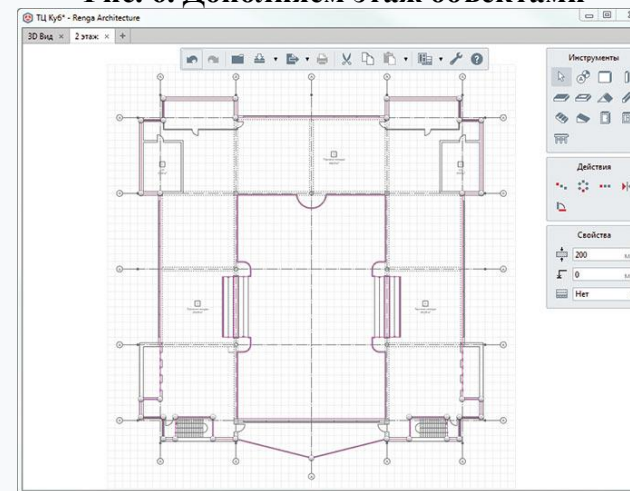 Рис. 6. Дополняем этаж объектами
ТЦ Куб* - Renga Architecture
3D Вид
2 этаж
Инструменты
Действия
Свойства
200
0
Нет